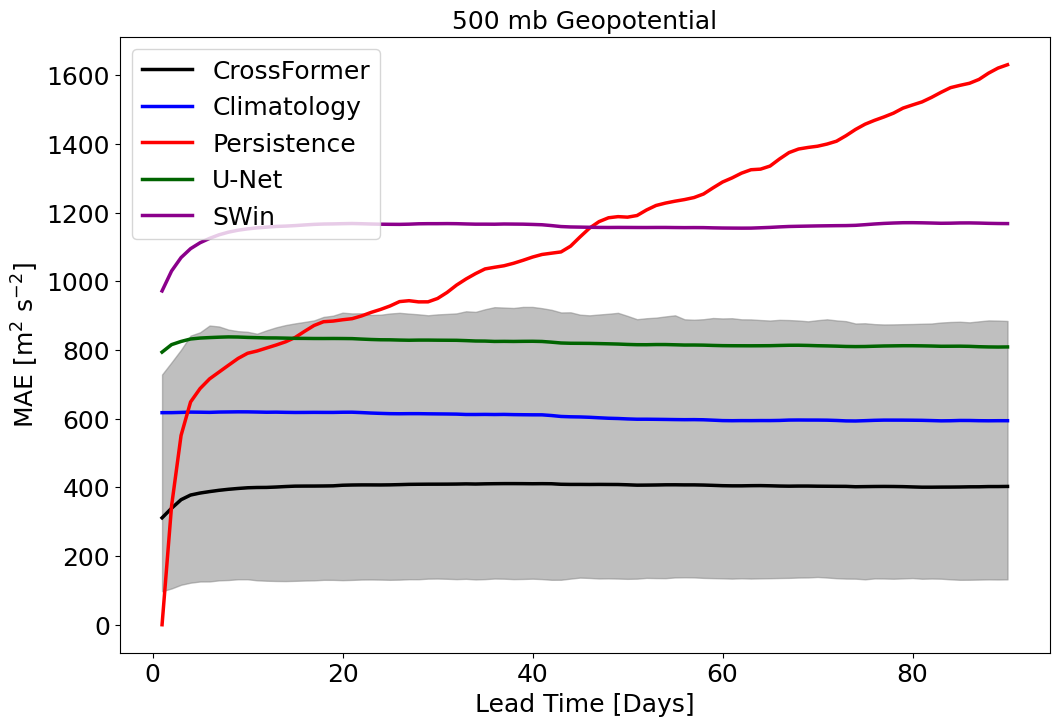 500 mb Geopotential
CrossFormer
Climatology
Persistence
U-Net
SWin
MAE [m² s⁻²]
1600
1400
1200
1000
800
600
400
200
0
0 20 40 60 80
Lead Time [Days]